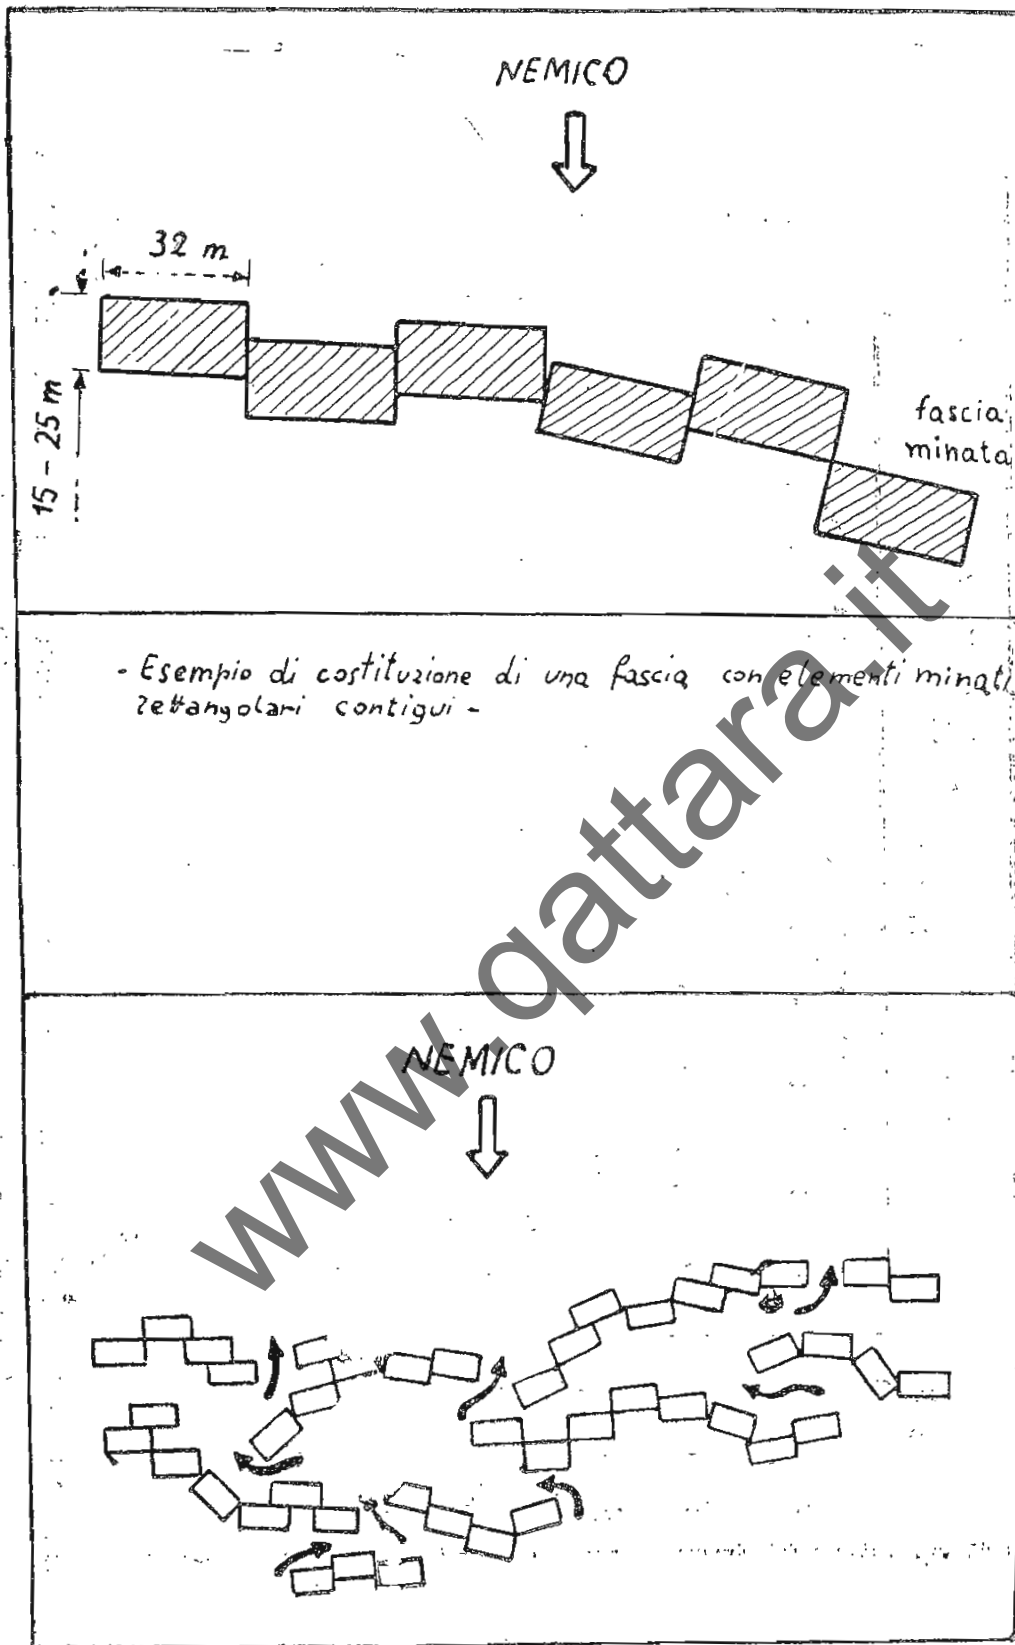 NEMICO
32 m
15 - 25 m
fascia
minata
- Esempio di costituzione di una fascia con elementi minati
rettangolari contigui -
NEMICO
www.qattara.it